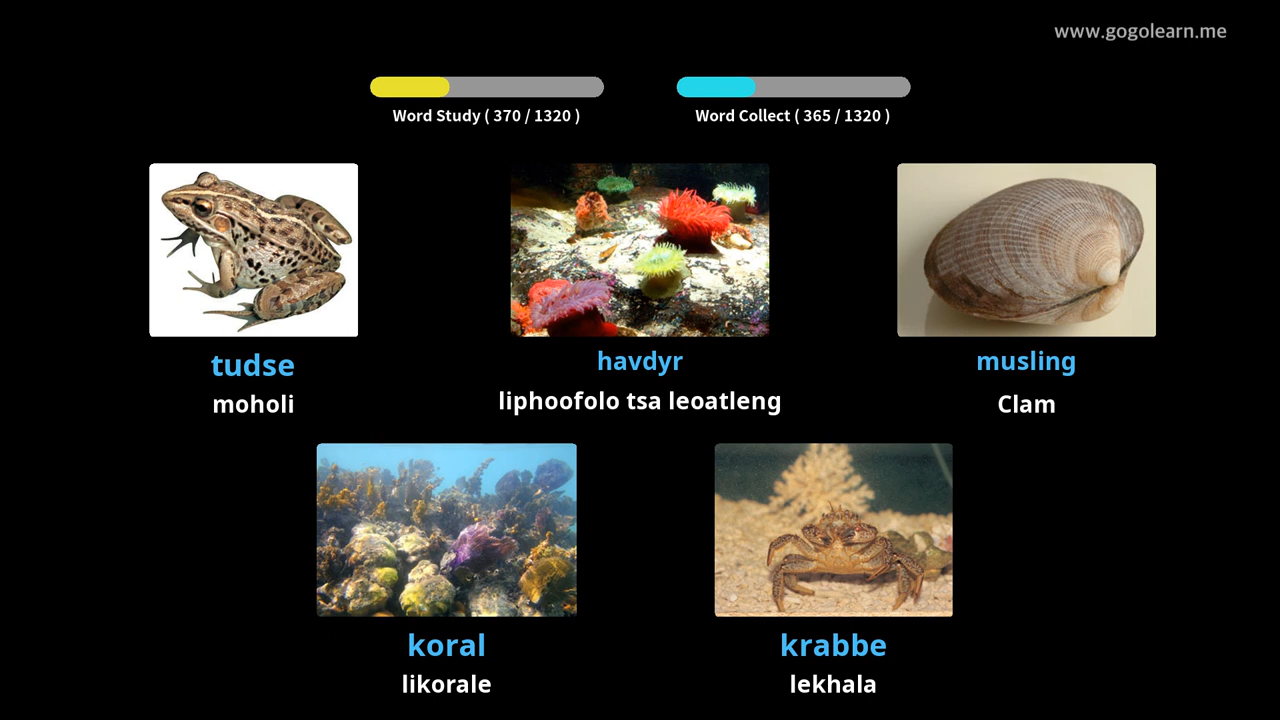 www.gogolearn.me
Word Study ( 370 / 1320 )
Word Collect ( 365 / 1320 )
tudse
moholi
havdyr
liphoofolo tsa leoatleng
musling
Clam
koral
likorale
krabbe
lekhala